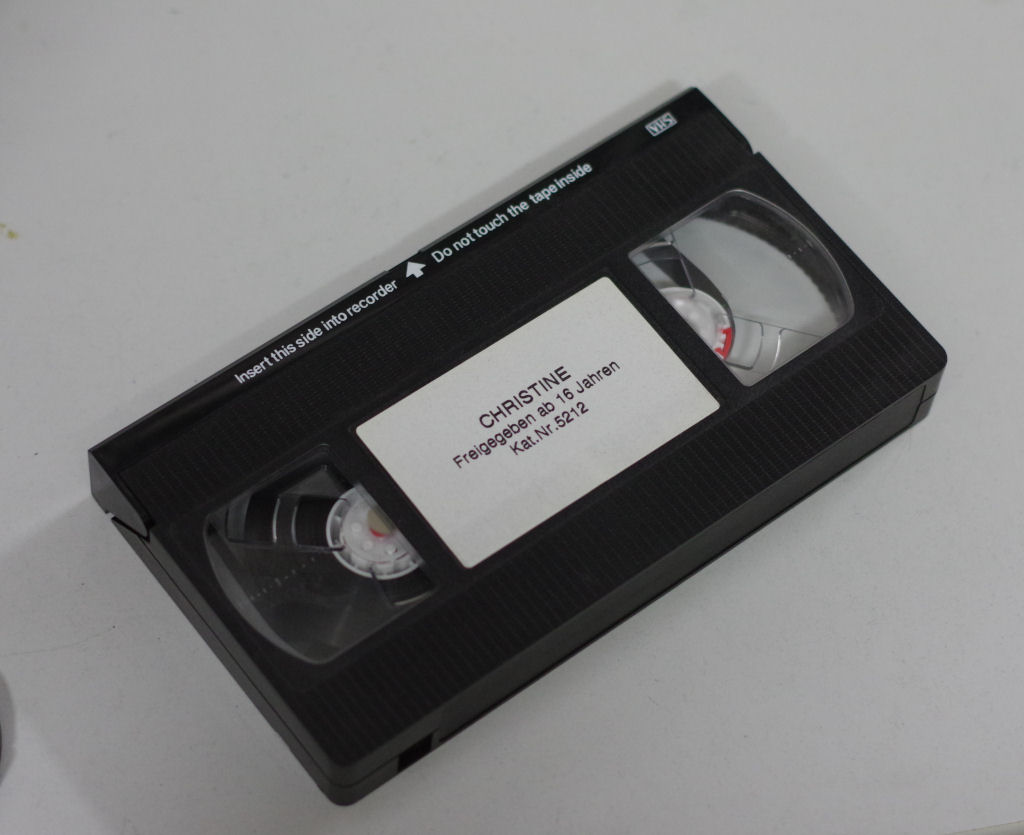 VHS
Insert this side into recorder Do not touch the tape inside
CHRISTINE
Freigegeben ab 16 Jahren
Kat.Nr.5212